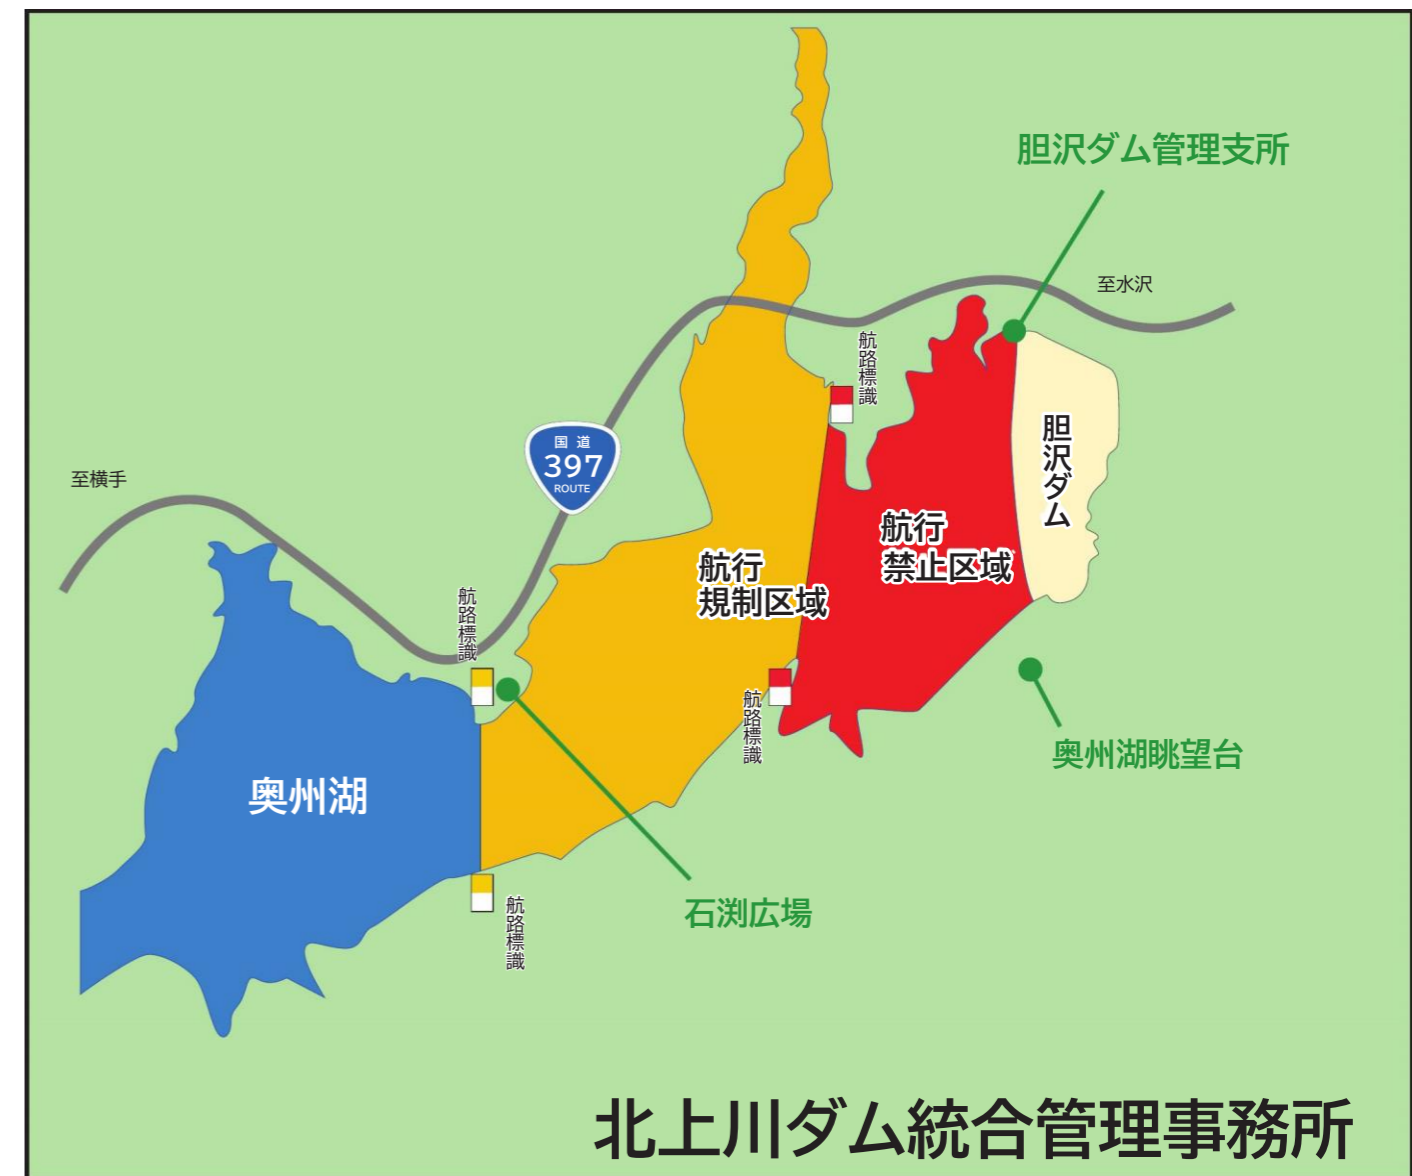 胆沢ダム管理支所
至水沢
航路標識
国道
397
ROUTE
胆沢ダム
至横手
航行
禁止区域
航行
規制区域
航路標識
航路標識
奥州湖眺望台
奥州湖
石渕広場
航路標識
北上川ダム統合管理事務所